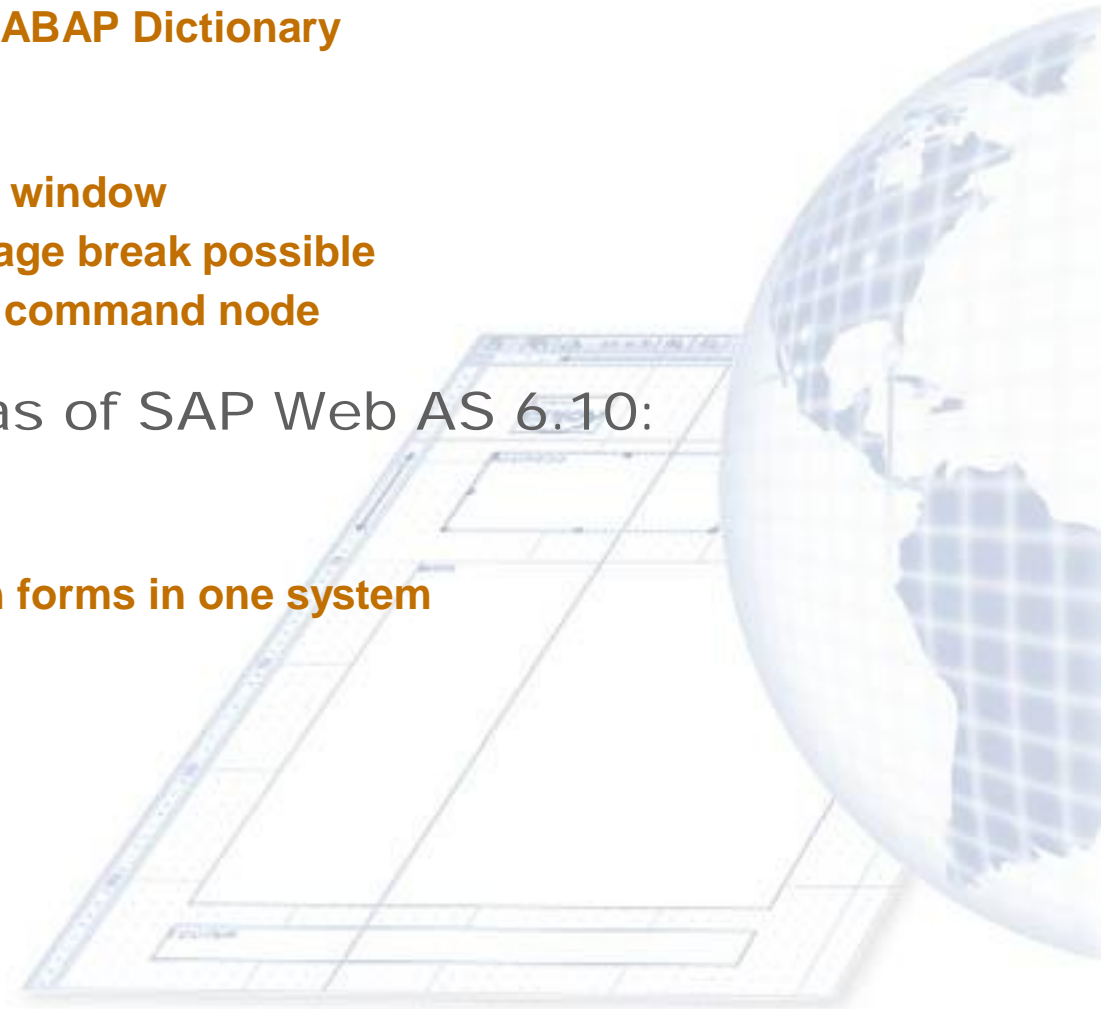 ABAP Dictionary
window
age break possible
command node
as of SAP Web AS 6.10:
forms in one system